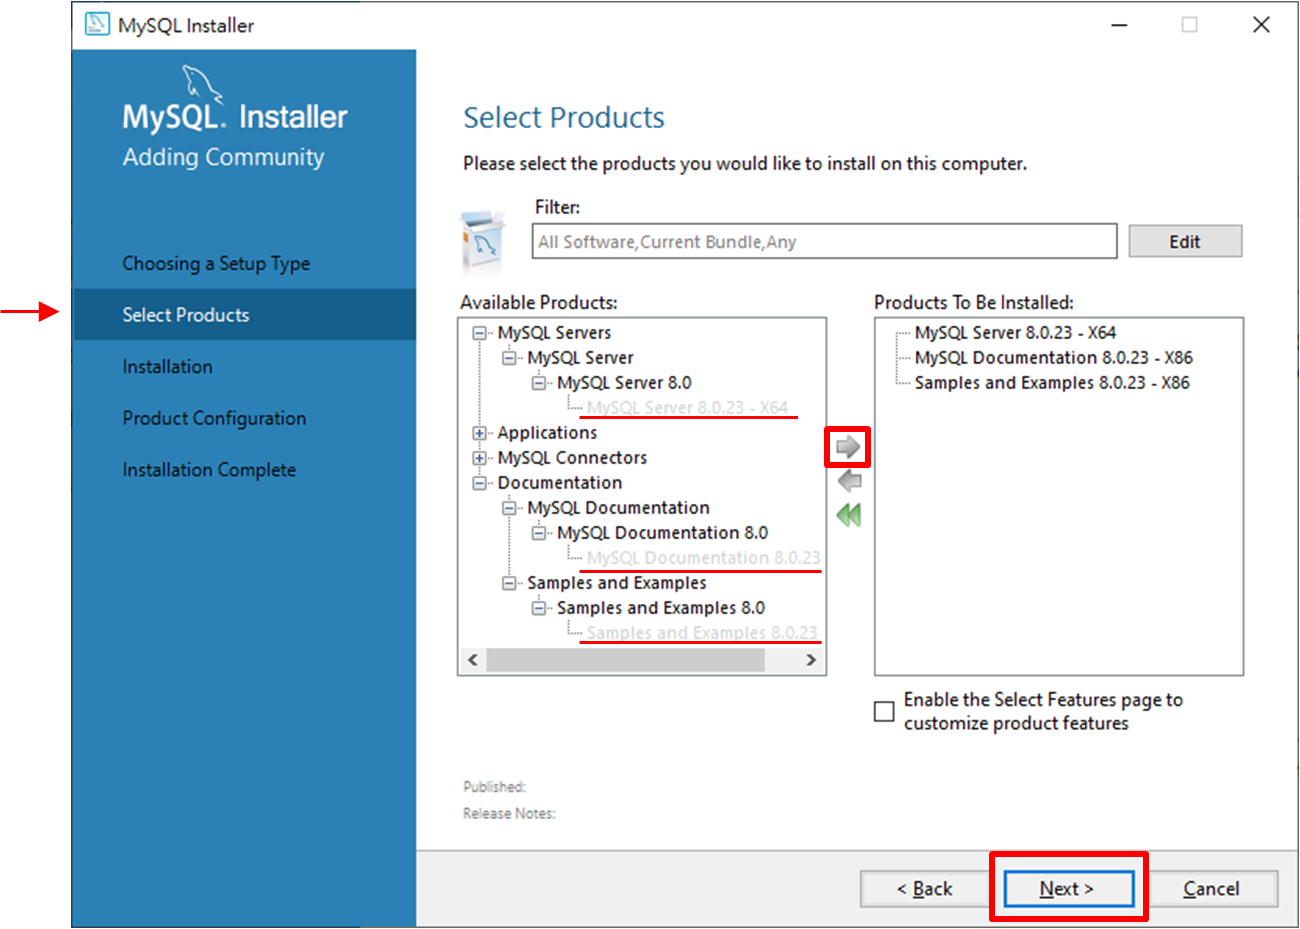 MySQL Installer
MySQL. Installer
Adding Community
Choosing a Setup Type
Select Products
Installation
Product Configuration
Installation Complete
Select Products
Please select the products you would like to install on this computer.
Filter:
All Software,Current Bundle,Any
Edit
Available Products:
MySQL Servers
MySQL Server
MySQL Server 8.0
MySQL Server 8.0.23 - X64
Applications
MySQL Connectors
Documentation
MySQL Documentation
MySQL Documentation 8.0
MySQL Documentation 8.0.23
Samples and Examples
Samples and Examples 8.0
Samples and Examples 8.0.23
Products To Be Installed:
MySQL Server 8.0.23 - X64
MySQL Documentation 8.0.23 - X86
Samples and Examples 8.0.23 - X86
Enable the Select Features page to
customize product features
Published:
Release Notes:
< Back
Next >
Cancel